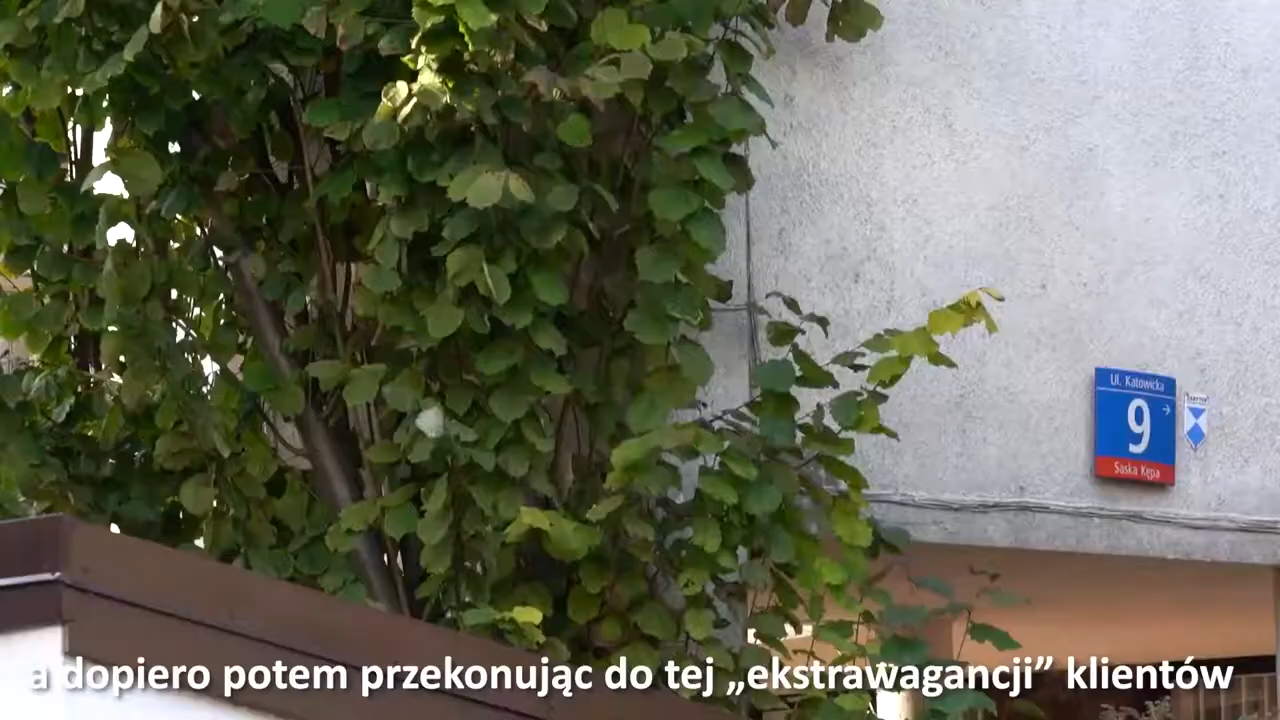 Ul. Katowicka
9
Saska Kępa
a dopiero potem przekonując do tej „ekstrawagancji” klientów